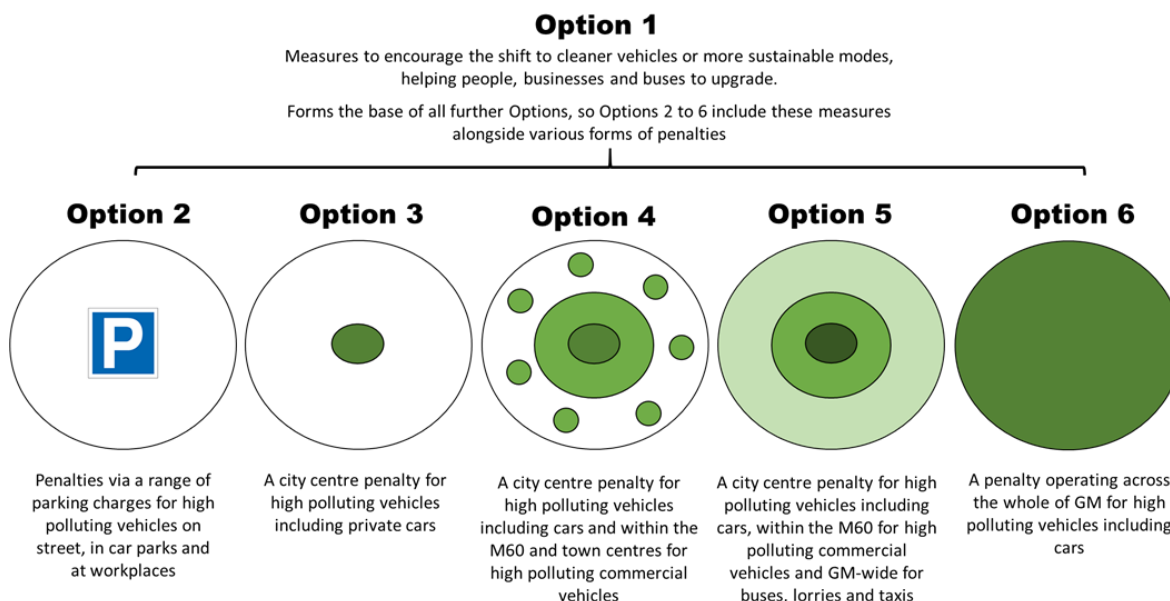 Option 1
Measures to encourage the shift to cleaner vehicles or more sustainable modes,
helping people, businesses and buses to upgrade.
Forms the base of all further Options, so Options 2 to 6 include these measures
alongside various forms of penalties
Option 2
Option 3
Option 4
Option 5
Option 6
P
Penalties via a range of
parking charges for high
polluting vehicles on
street, in car parks and
at workplaces
A city centre penalty for
high polluting vehicles
including private cars
A city centre penalty for
high polluting vehicles
including cars and within the
M60 and town centres for
high polluting commercial
vehicles
A city centre penalty for high
polluting vehicles including
cars, within the M60 for high
polluting commercial
vehicles and GM-wide for
buses, lorries and taxis
A penalty operating across
the whole of GM for high
polluting vehicles including
cars